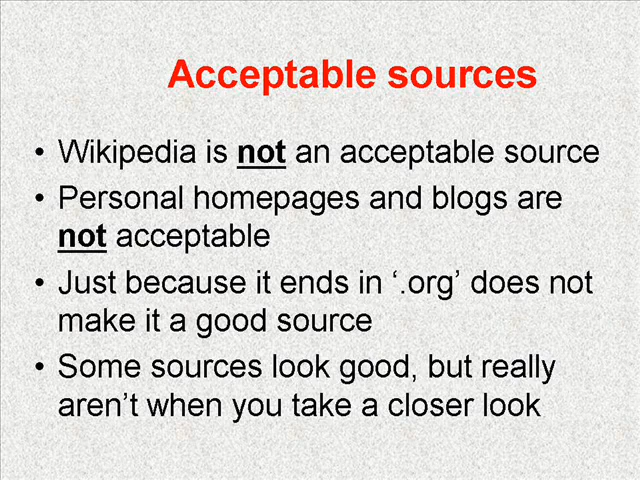 Acceptable sources
• Wikipedia is not an acceptable source
• Personal homepages and blogs are
not acceptable
• Just because it ends in ‘.org’ does not
make it a good source
• Some sources look good, but really
aren’t when you take a closer look